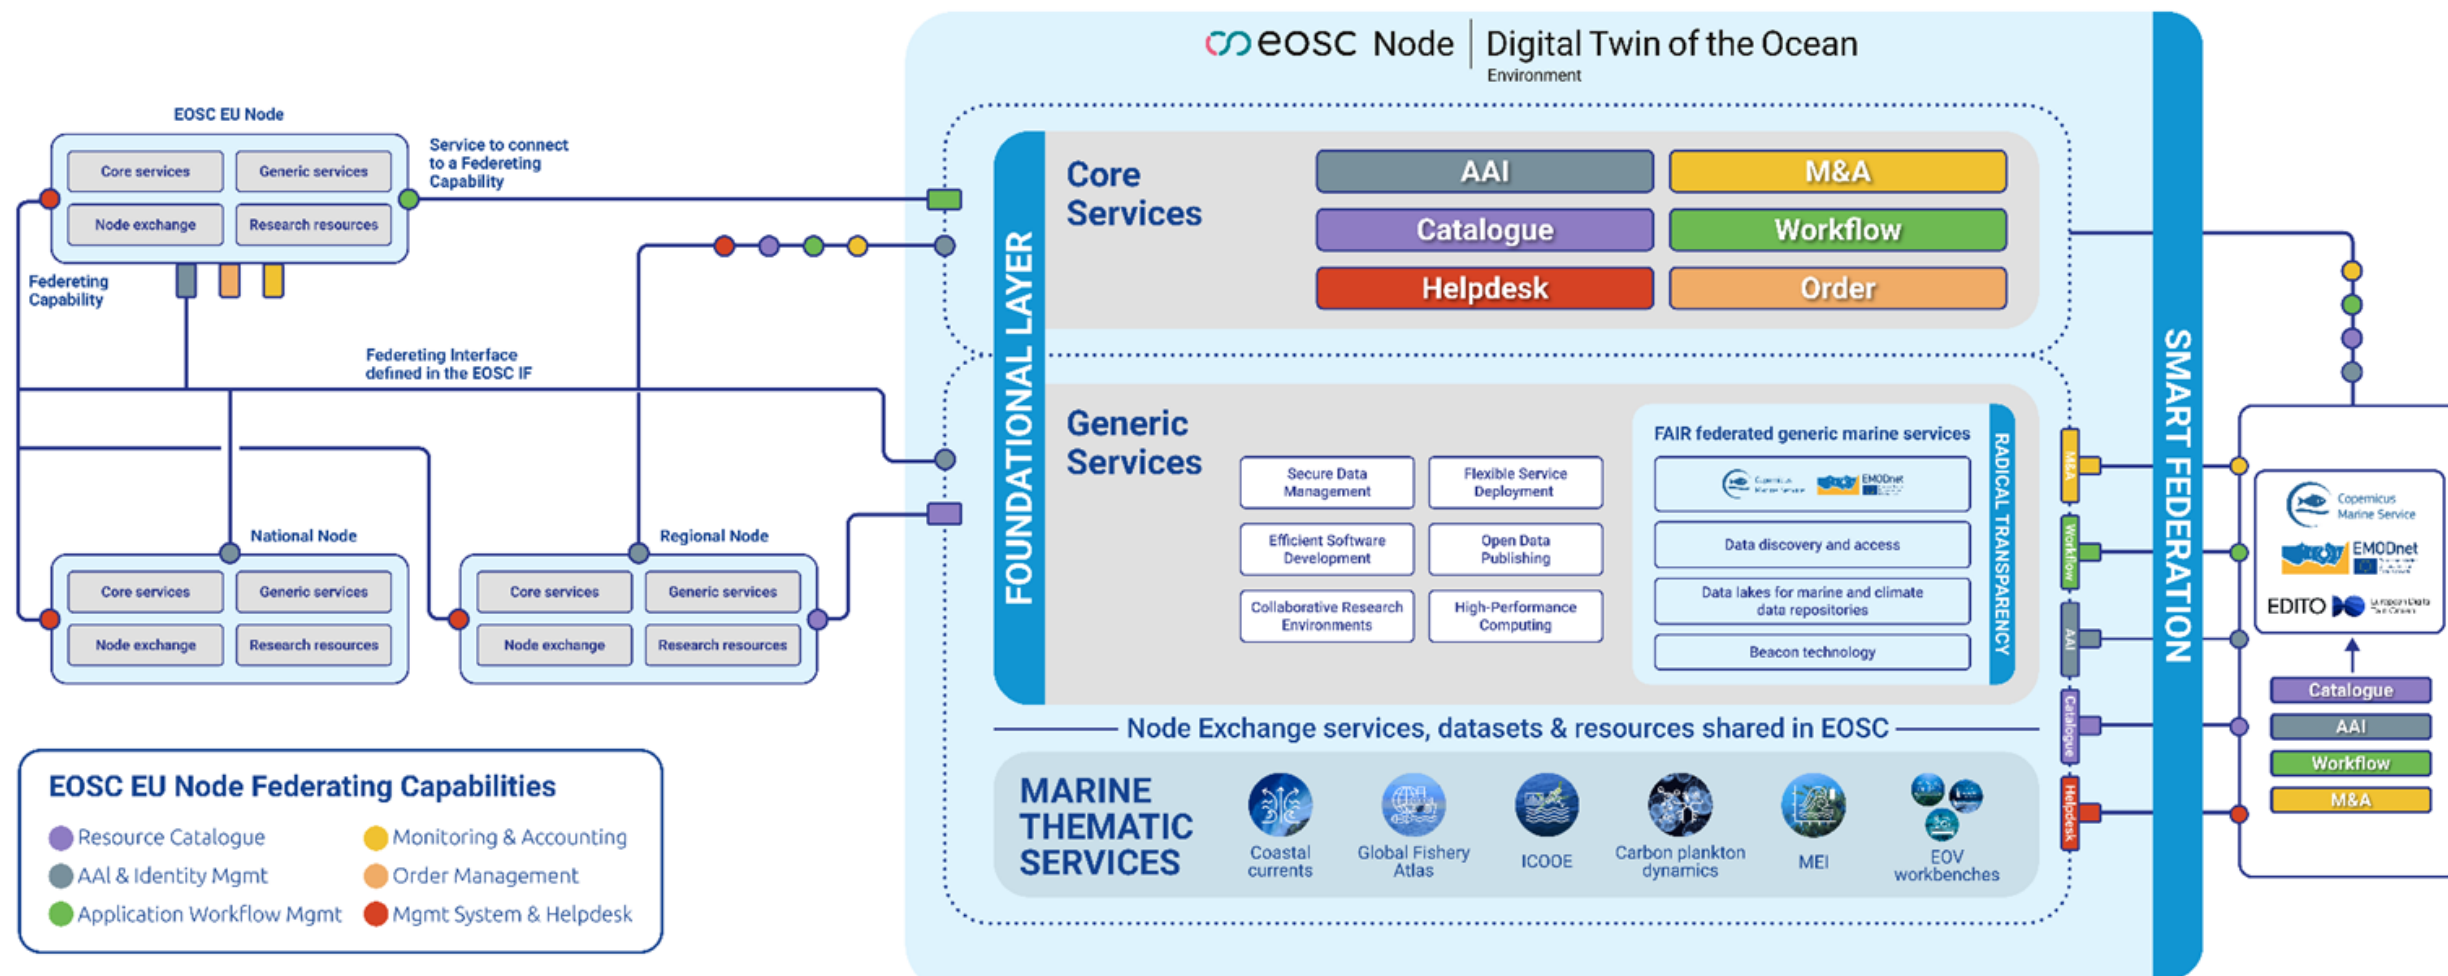 eosc Node
Digital Twin of the Ocean
Environment
EOSC EU Node
Core services
Generic services
Node exchange
Research resources
Service to connect
to a Federeting
Capability
Federeting
Capability
Federeting Interface
defined in the EOSC IF
National Node
Core services
Generic services
Node exchange
Research resources
Regional Node
Core services
Generic services
Node exchange
Research resources
EOSC EU Node Federating Capabilities
Resource Catalogue
Monitoring & Accounting
AAI & Identity Mgmt
Order Management
Application Workflow Mgmt
Mgmt System & Helpdesk
FOUNDATIONAL LAYER
Core
Services
AAI
M&A
Catalogue
Workflow
Helpdesk
Order
Generic
Services
Secure Data
Management
Flexible Service
Deployment
Efficient Software
Development
Open Data
Publishing
Collaborative Research
Environments
High-Performance
Computing
FAIR federated generic marine services
Copernicus
Marine Service
EMODnet
Data discovery and access
Data lakes for marine and climate
data repositories
Beacon technology
RADICAL TRANSPARENCY
Node Exchange services, datasets & resources shared in EOSC
MARINE
THEMATIC
SERVICES
Coastal
currents
Global Fishery
Atlas
ICOOE
Carbon plankton
dynamics
MEI
EOV
workbenches
M&A
Workflow
AAI
Catalogue
Helpdesk
SMART FEDERATION
Copernicus
Marine Service
EMODnet
EDITO
Catalogue
AAI
Workflow
M&A